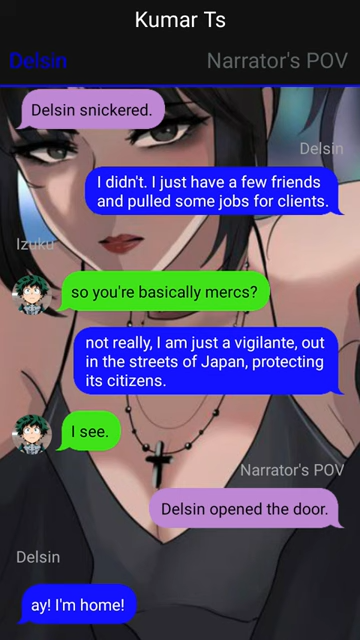 Kumar Ts
Delsin
Narrator's POV
Delsin snickered.
Delsin
I didn't. I just have a few friends
and pulled some jobs for clients.
Izuku
so you're basically mercs?
not really, I am just a vigilante, out
in the streets of Japan, protecting
its citizens.
I see.
Narrator's POV
Delsin opened the door.
Delsin
ay! I'm home!